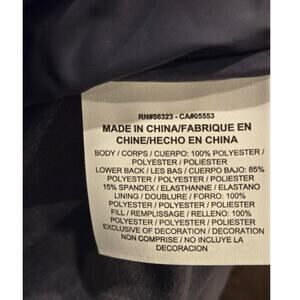 RN#56323 - CA#05553
MADE IN CHINA/FABRIQUE EN
CHINE/HECHO EN CHINA
BODY / CORPS / CUERPO: 100% POLYESTER /
POLYESTER / POLIESTER
LOWER BACK / LES BAS / CUERPO BAJO: 85%
POLYESTER / POLYESTER / POLIESTER
15% SPANDEX / ELASTHANNE / ELASTANO
LINING / DOUBLURE / FORRO: 100%
POLYESTER / POLYESTER / POLIESTER
FILL / REMPLISSAGE / RELLENO: 100%
POLYESTER / POLYESTER / POLIESTER
EXCLUSIVE OF DECORATION / DECORATION
NON COMPRISE / NO INCLUYE LA
DECORACION